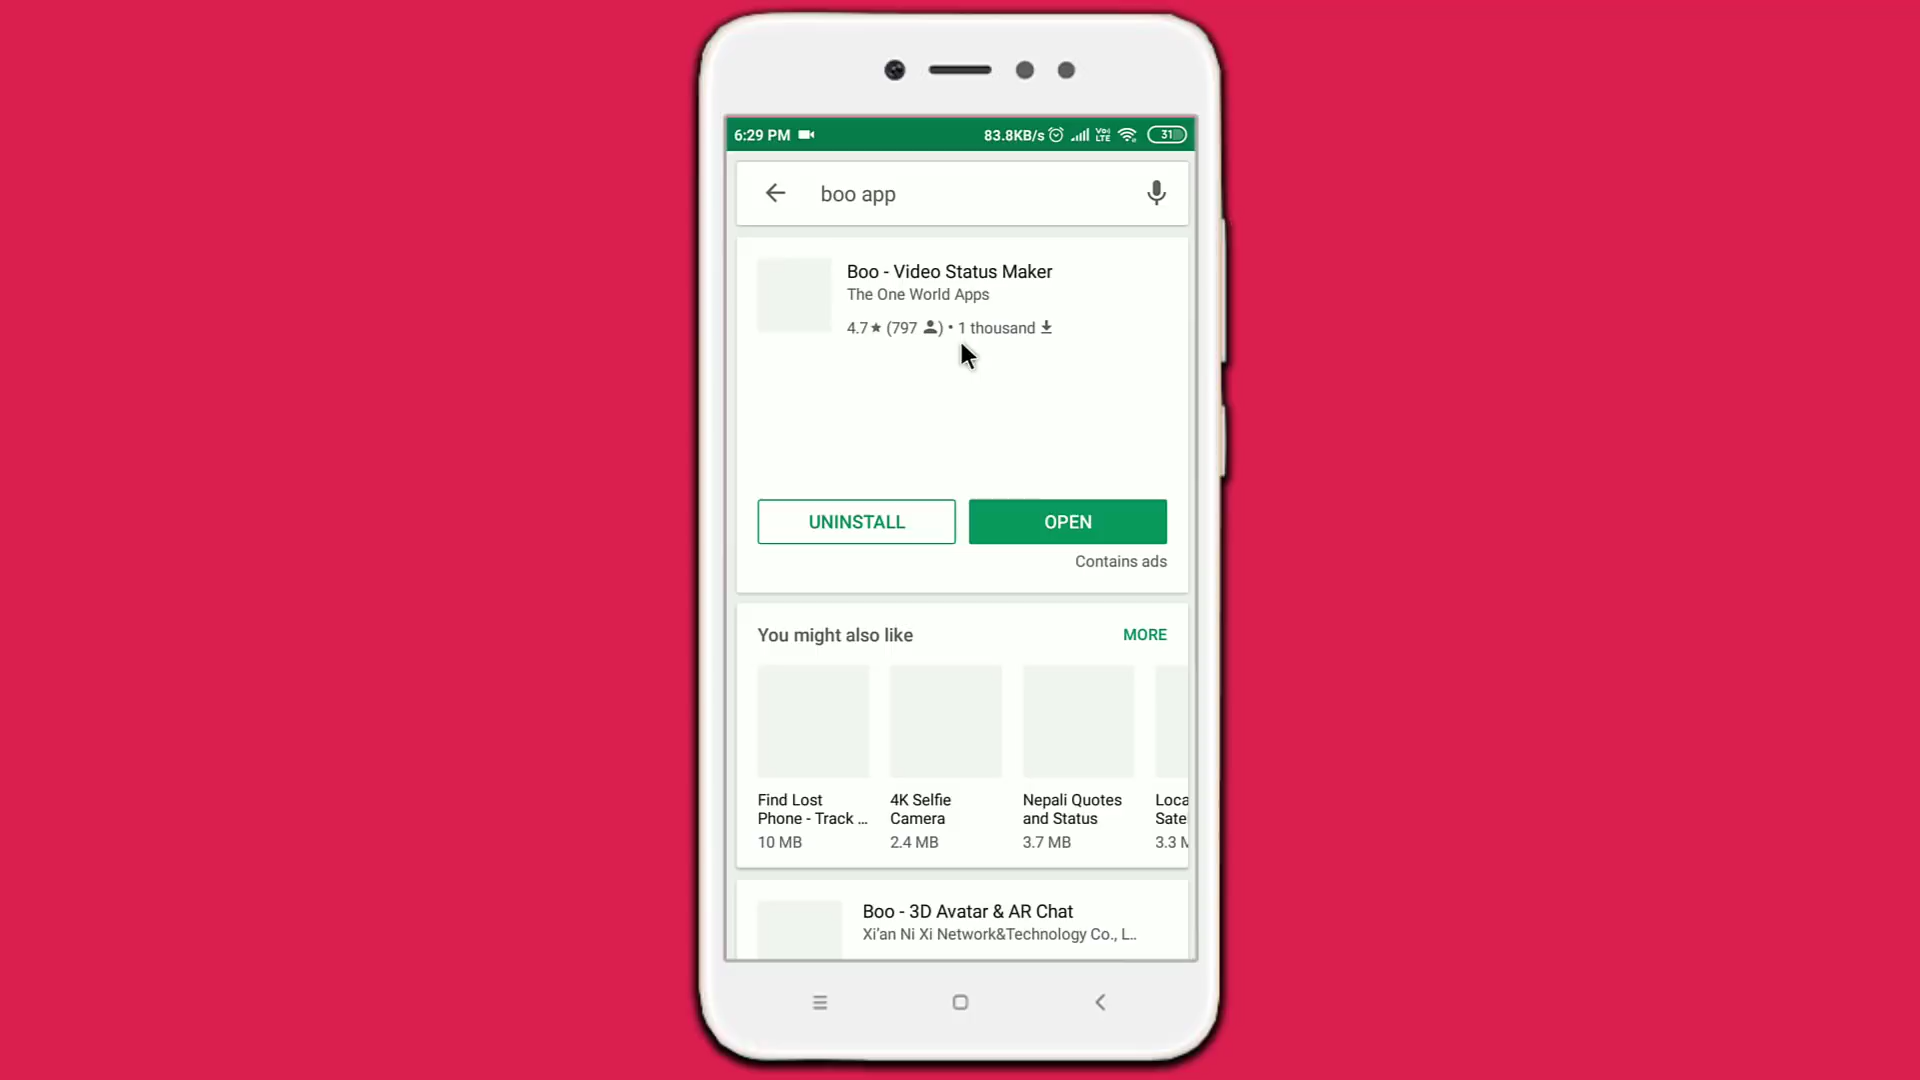 6:29 PM 83.8KB/s Vo) LTE 31
boo app
Boo - Video Status Maker
The One World Apps
4.7★ (797 ) • 1 thousand
UNINSTALL OPEN
Contains ads
You might also like MORE
Find Lost
Phone - Track ...
10 MB
4K Selfie
Camera
2.4 MB
Nepali Quotes
and Status
3.7 MB
Loca
Sate
3.3 M
Boo - 3D Avatar & AR Chat
Xi'an Ni Xi Network&Technology Co., L..